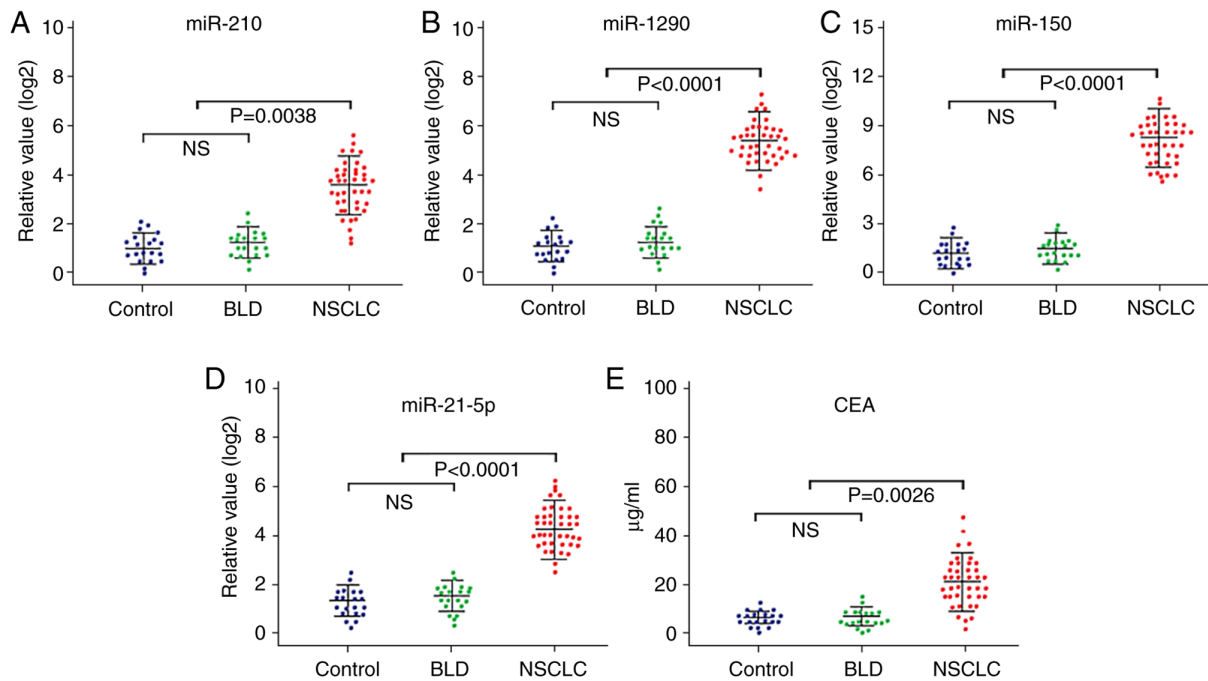 A
miR-210
Relative value (log2)
10
8
6
4
2
0
P=0.0038
NS
Control
BLD
NSCLC
B
miR-1290
Relative value (log2)
10
8
6
4
2
0
P<0.0001
NS
Control
BLD
NSCLC
C
miR-150
Relative value (log2)
15
12
9
6
3
0
P<0.0001
NS
Control
BLD
NSCLC
D
miR-21-5p
Relative value (log2)
10
8
6
4
2
0
P<0.0001
NS
Control
BLD
NSCLC
E
CEA
µg/ml
100
80
60
40
20
0
P=0.0026
NS
Control
BLD
NSCLC